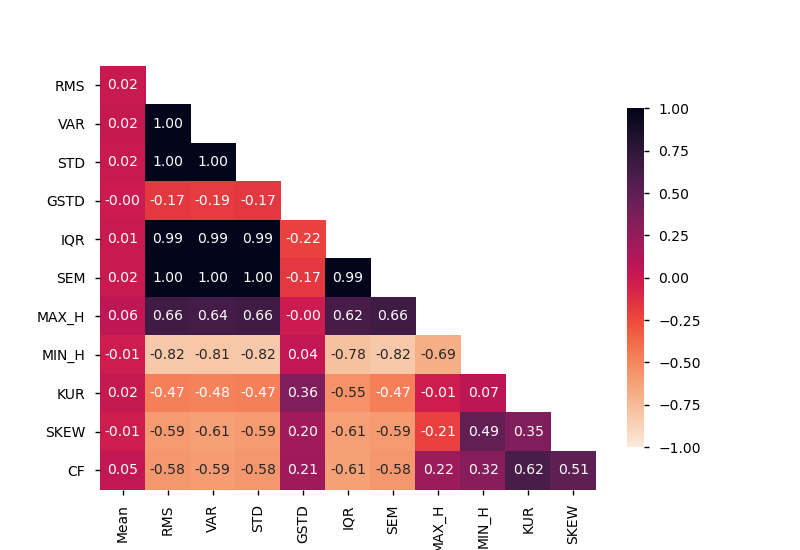 RMS 0.02
VAR 0.02 1.00
STD 0.02 1.00 1.00
GSTD -0.00 -0.17 -0.19 -0.17
IQR 0.01 0.99 0.99 0.99 -0.22
SEM 0.02 1.00 1.00 1.00 -0.17 0.99
MAX_H 0.06 0.66 0.64 0.66 -0.00 0.62 0.66
MIN_H -0.01 -0.82 -0.81 -0.82 0.04 -0.78 -0.82 -0.69
KUR 0.02 -0.47 -0.48 -0.47 0.36 -0.55 -0.47 -0.01 0.07
SKEW -0.01 -0.59 -0.61 -0.59 0.20 -0.61 -0.59 -0.21 0.49 0.35
CF 0.05 -0.58 -0.59 -0.58 0.21 -0.61 -0.58 0.22 0.32 0.62 0.51
Mean RMS VAR STD GSTD IQR SEM MAX_H MIN_H KUR SKEW
1.00
0.75
0.50
0.25
0.00
−0.25
−0.50
−0.75
−1.00